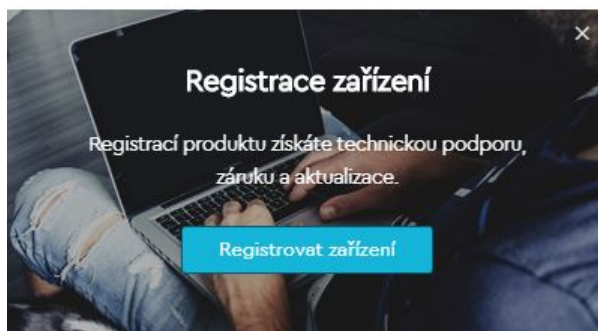 Registrace zařízení
Registrací produktu získáte technickou podporu,
záruku a aktualizace.
Registrovat zařízení